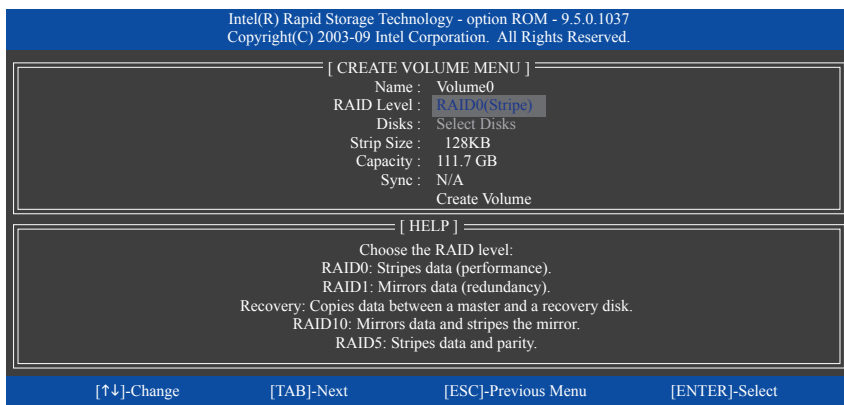 Intel(R) Rapid Storage Technology - option ROM - 9.5.0.1037
Copyright(C) 2003-09 Intel Corporation. All Rights Reserved.
[ CREATE VOLUME MENU ]
Name : Volume0
RAID Level : RAID0(Stripe)
Disks : Select Disks
Strip Size : 128KB
Capacity : 111.7 GB
Sync : N/A
Create Volume
[ HELP ]
Choose the RAID level:
RAID0: Stripes data (performance).
RAID1: Mirrors data (redundancy).
Recovery: Copies data between a master and a recovery disk.
RAID10: Mirrors data and stripes the mirror.
RAID5: Stripes data and parity.
[↑↓]-Change [TAB]-Next [ESC]-Previous Menu [ENTER]-Select